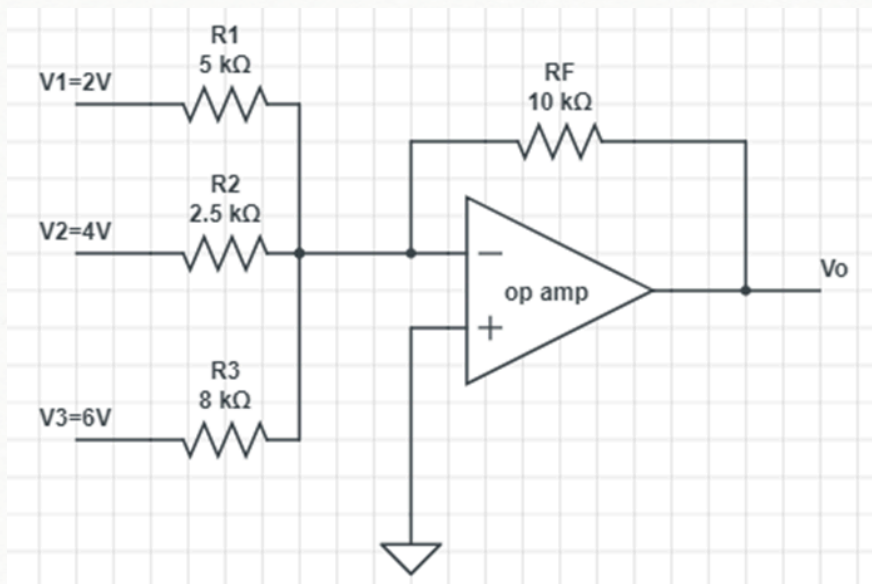 R1
5 kΩ
V1=2V
RF
10 kΩ
R2
2.5 kΩ
V2=4V
−
op amp
Vo
+
R3
8 kΩ
V3=6V